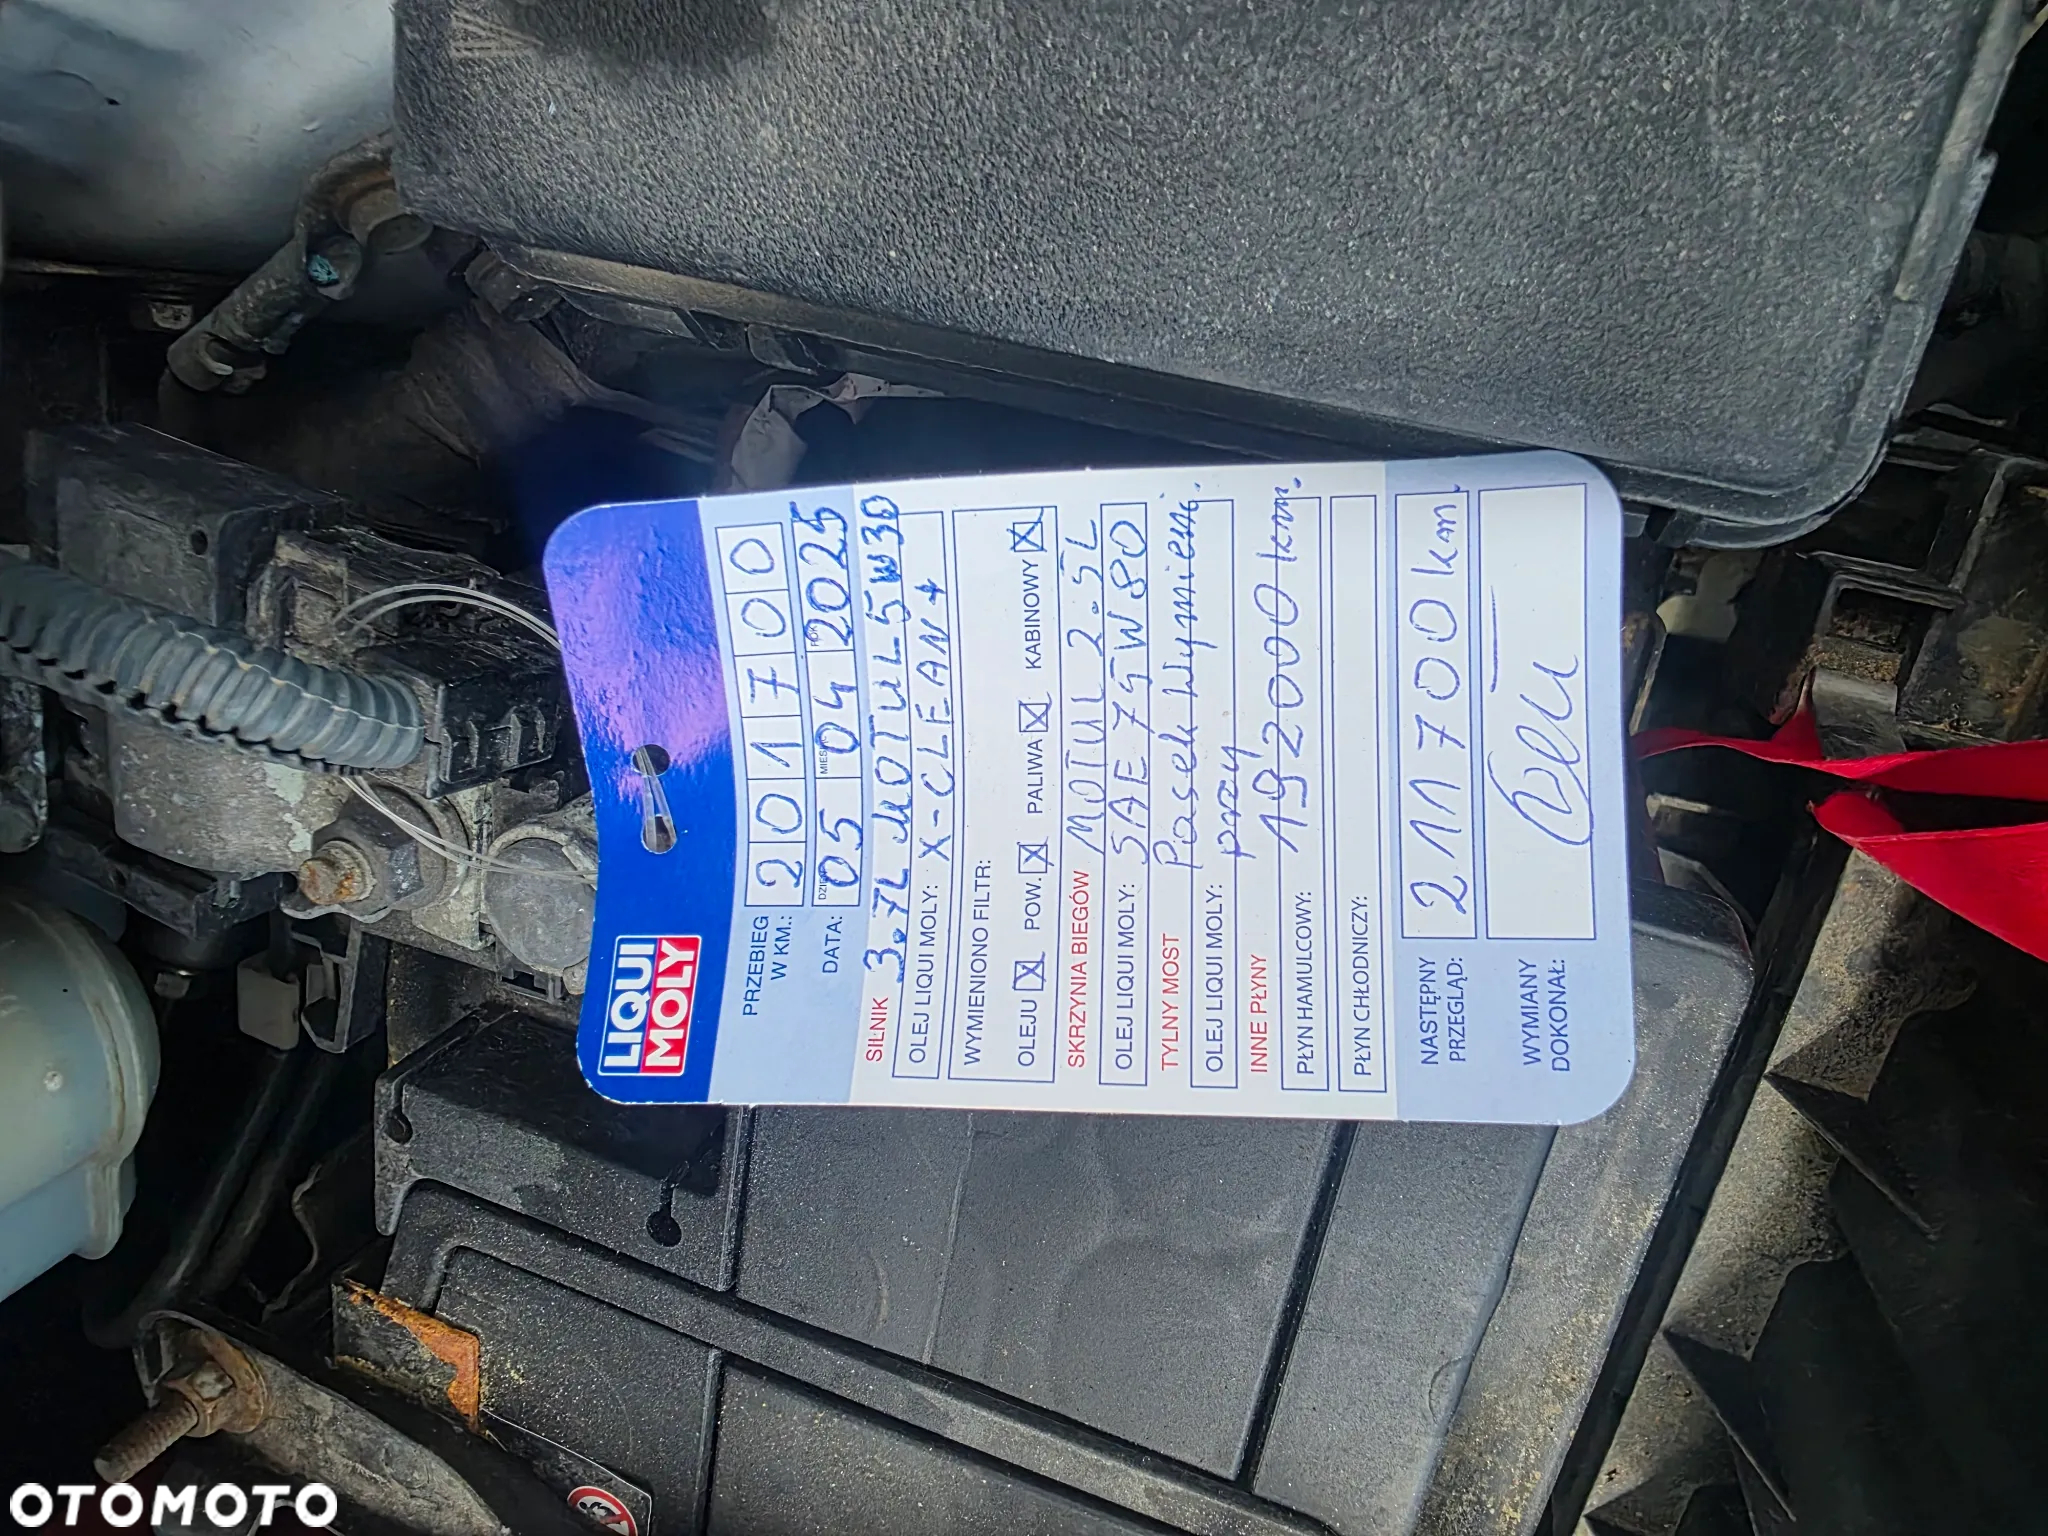 LIQUI
MOLY
PRZEBIEG
W KM.: 201700
DATA: 05 04 2025
SILNIK 3.7L MOTUL 5W30
OLEJ LIQUI MOLY: X-CLEAN+
WYMIENIONO FILTR:
OLEJU POW. PALIWA KABINOWY
SKRZYNIA BIEGÓW MOTUL 2.5L
OLEJ LIQUI MOLY: SAE 75W80
TYLNY MOST Pasek Wymieni.
OLEJ LIQUI MOLY: przy
INNE PŁYNY 192000 km.
PŁYN HAMULCOWY:
PŁYN CHŁODNICZY:
NASTĘPNY
PRZEGLĄD: 211700 km.
WYMIANY
DOKONAŁ:
OTOMOTO